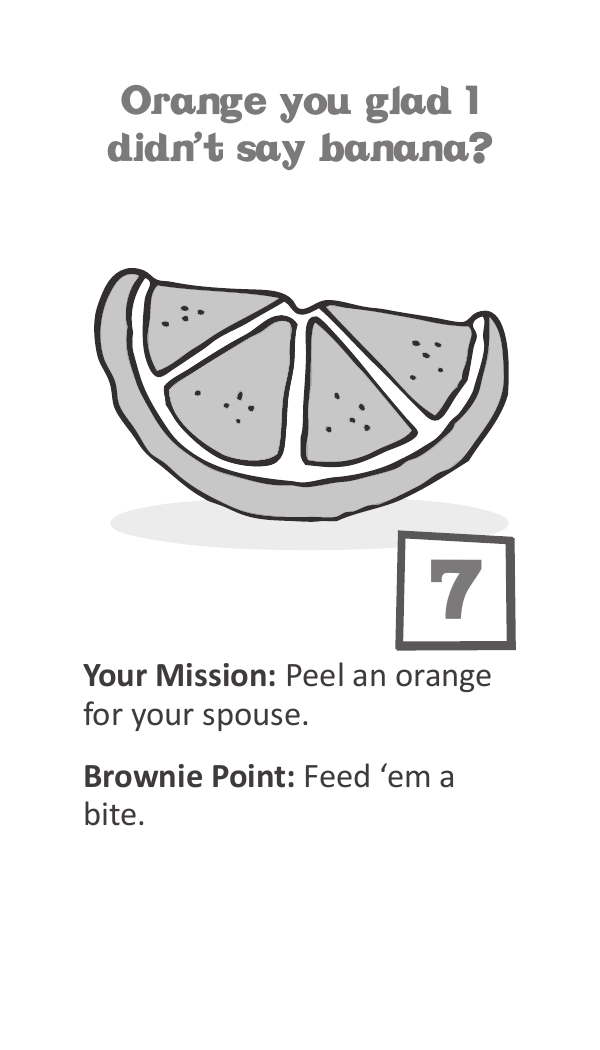 Orange you glad I
didn’t say banana?
7
Your Mission: Peel an orange
for your spouse.
Brownie Point: Feed ‘em a
bite.